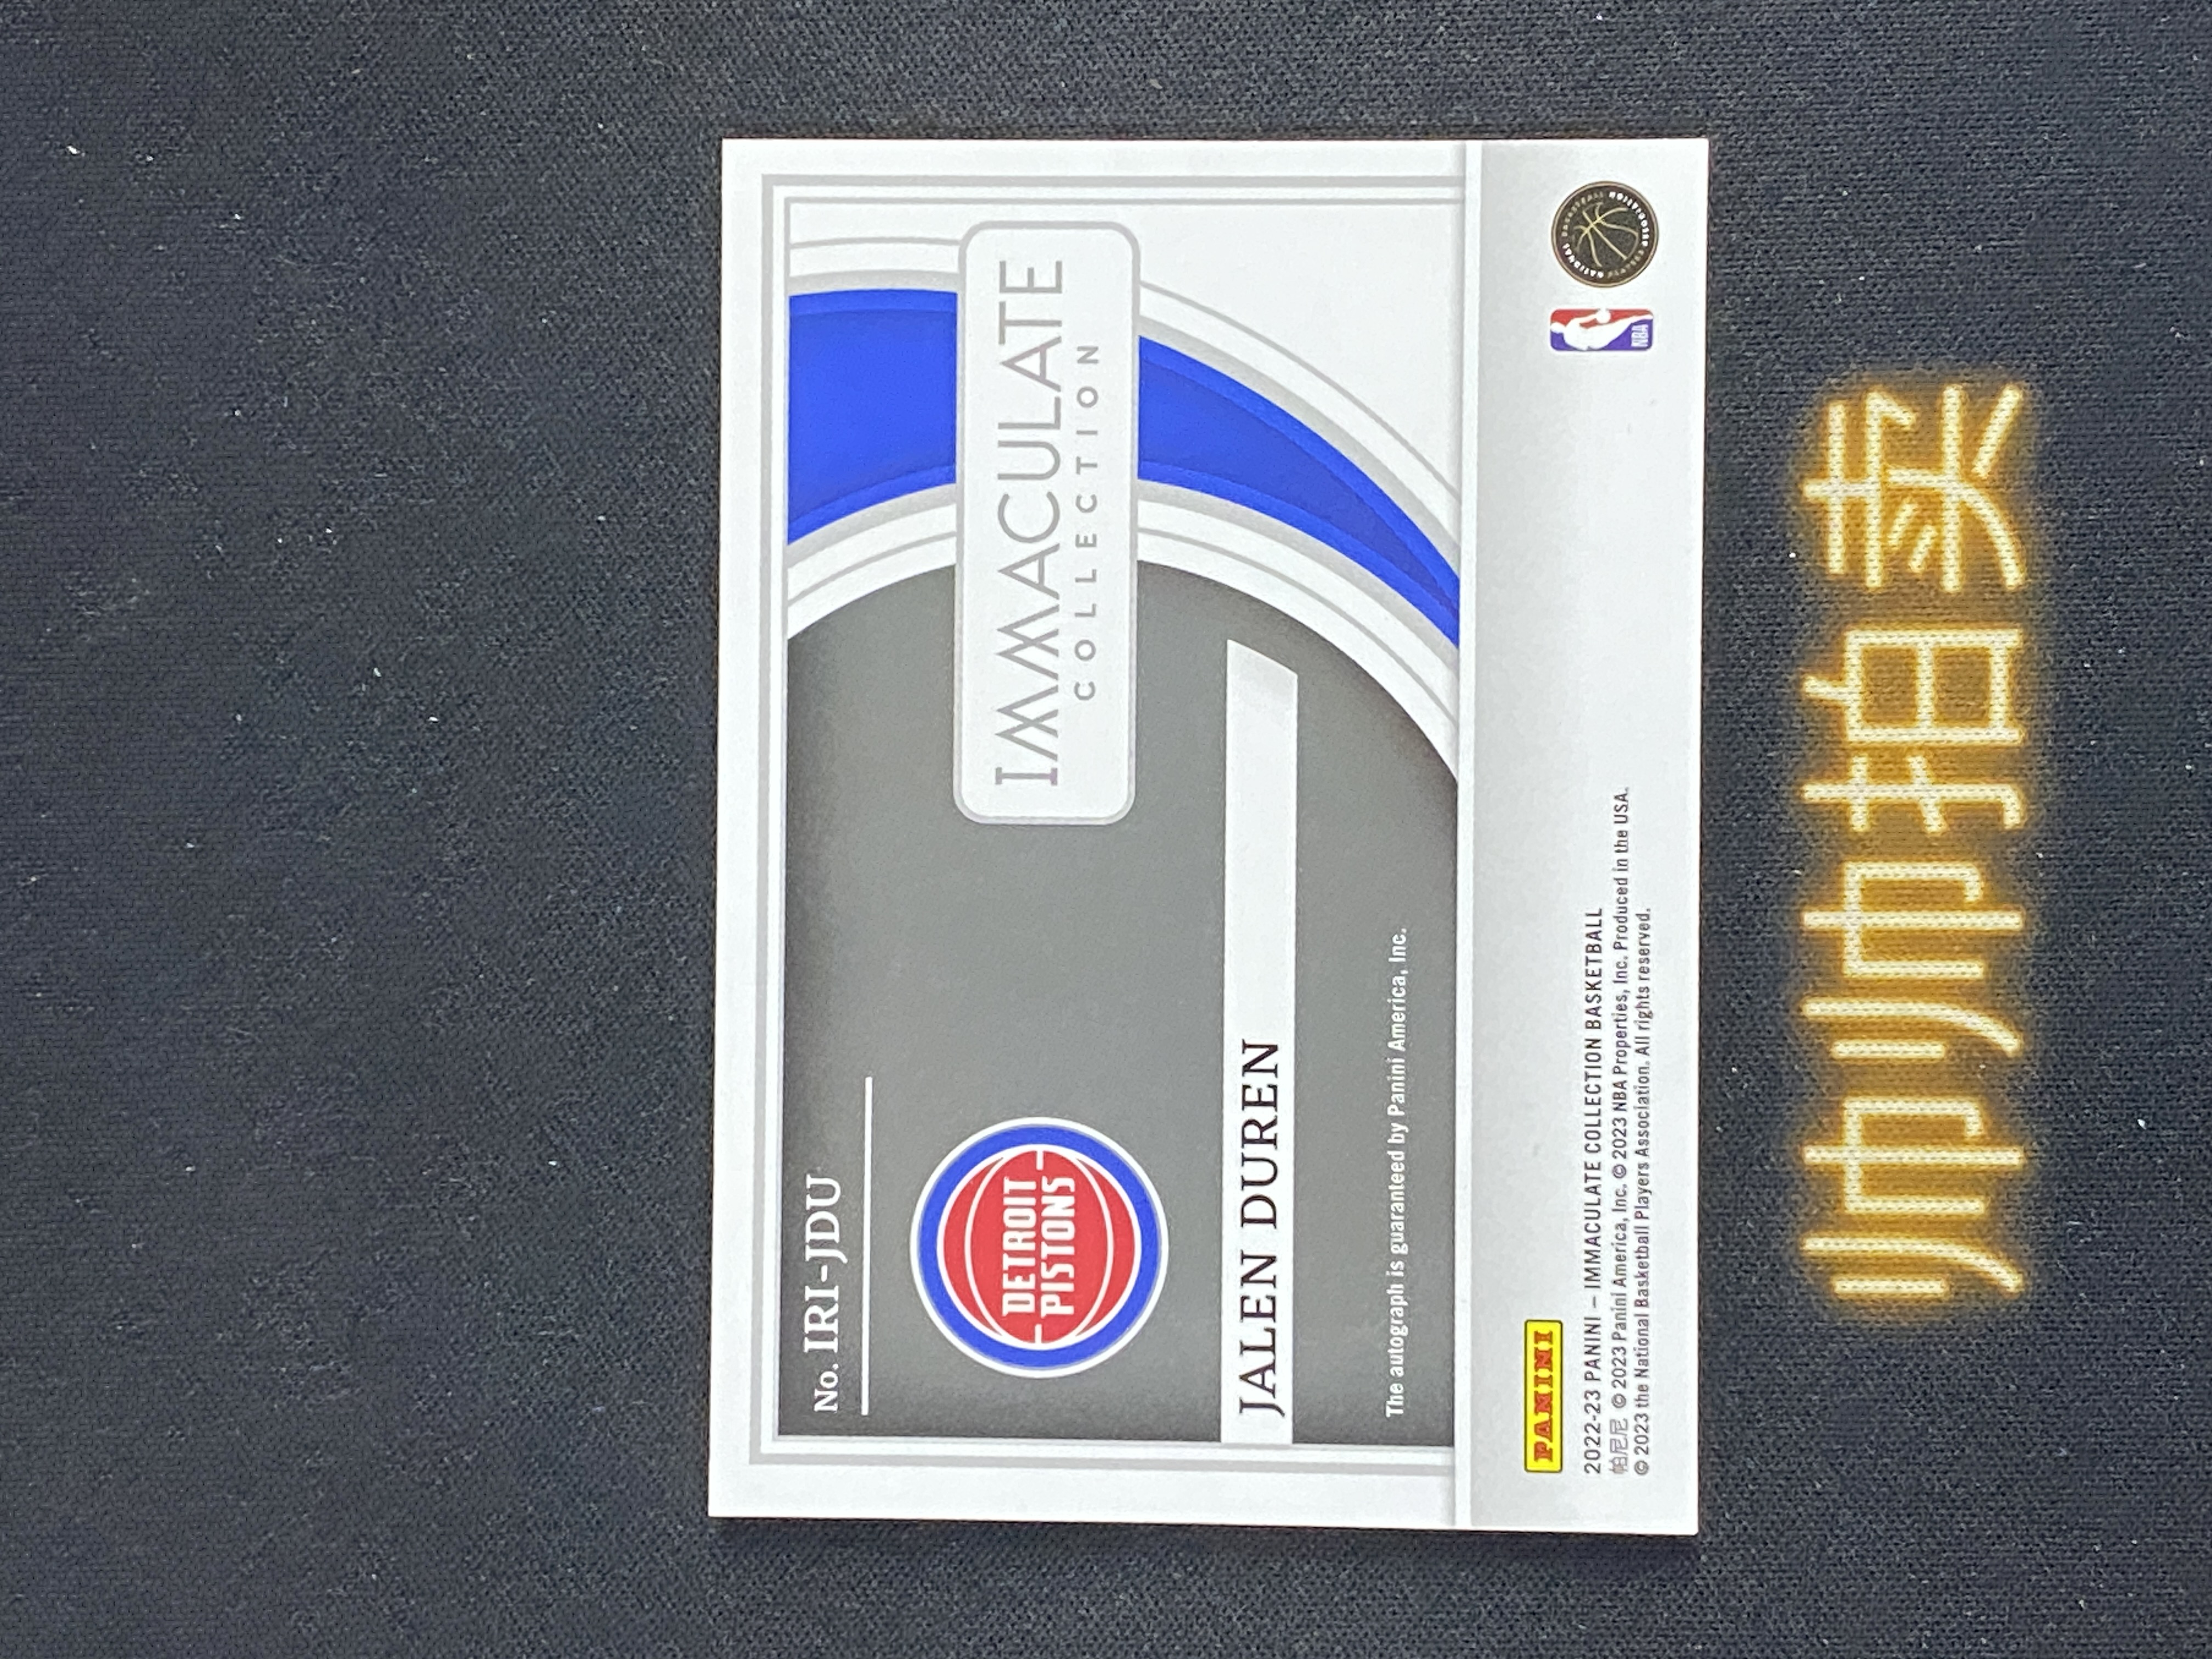 No. IRI-JDU
IMMACULATE
COLLECTION
DETROIT
PISTONS
JALEN DUREN
The autograph is guaranteed by Panini America, Inc.
PANINI
NBA
2022-23 PANINI – IMMACULATE COLLECTION BASKETBALL
帕尼尼 © 2023 Panini America, Inc. © 2023 NBA Properties, Inc. Produced in the USA.
© 2023 the National Basketball Players Association. All rights reserved.
帅帅拍卖